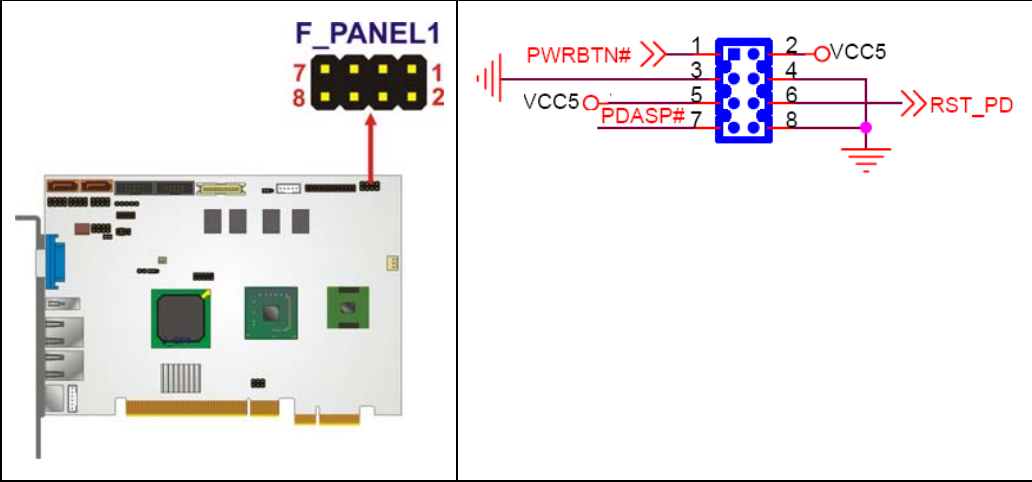 F_PANEL1
7 1
8 2
PWRBTN# 1 2 VCC5
3 4
VCC5 5 6 RST_PD
PDASP# 7 8